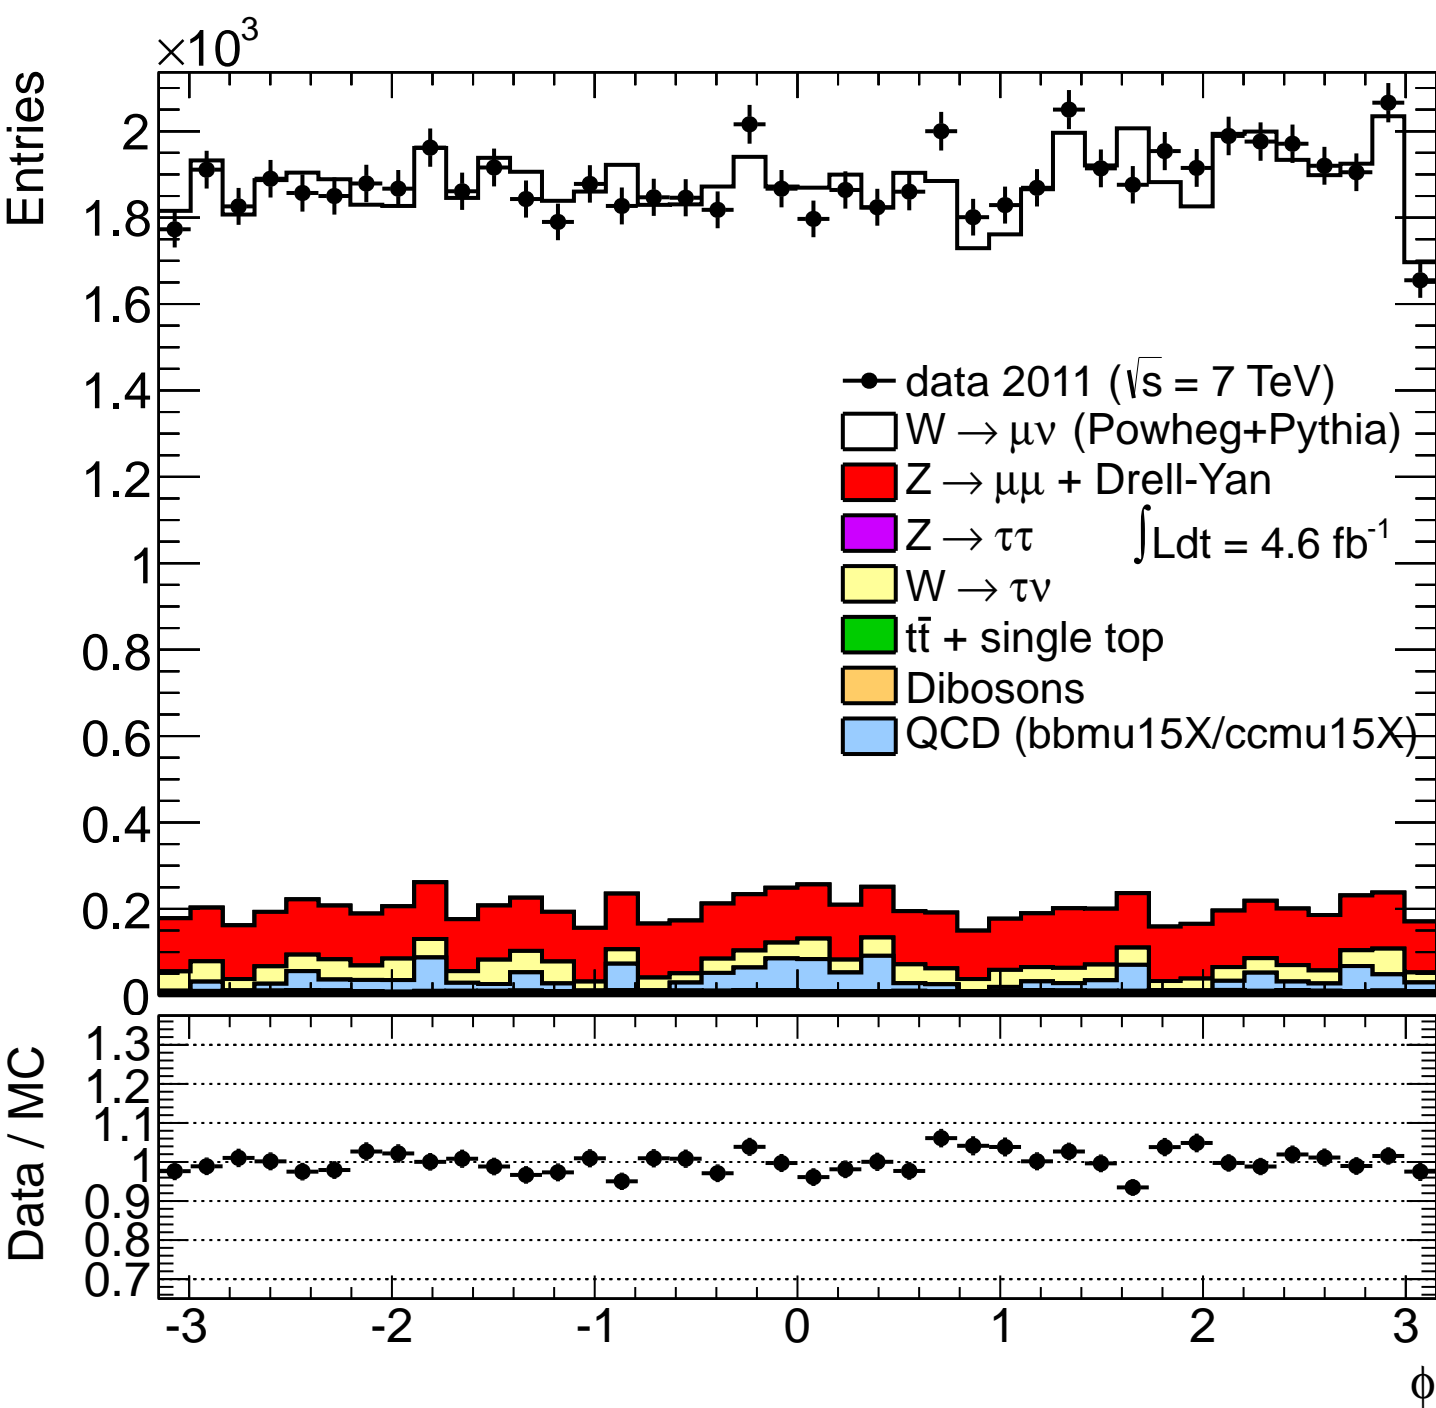 ×10³
Entries
2
1.8
1.6
1.4
1.2
1
0.8
0.6
0.4
0.2
0
data 2011 (√s = 7 TeV)
W → μν (Powheg+Pythia)
Z → μμ + Drell-Yan
Z → ττ
∫Ldt = 4.6 fb⁻¹
W → τν
tt̄ + single top
Dibosons
QCD (bbmu15X/ccmu15X)
Data / MC
1.3
1.2
1.1
1
0.9
0.8
0.7
-3 -2 -1 0 1 2 3
ϕ